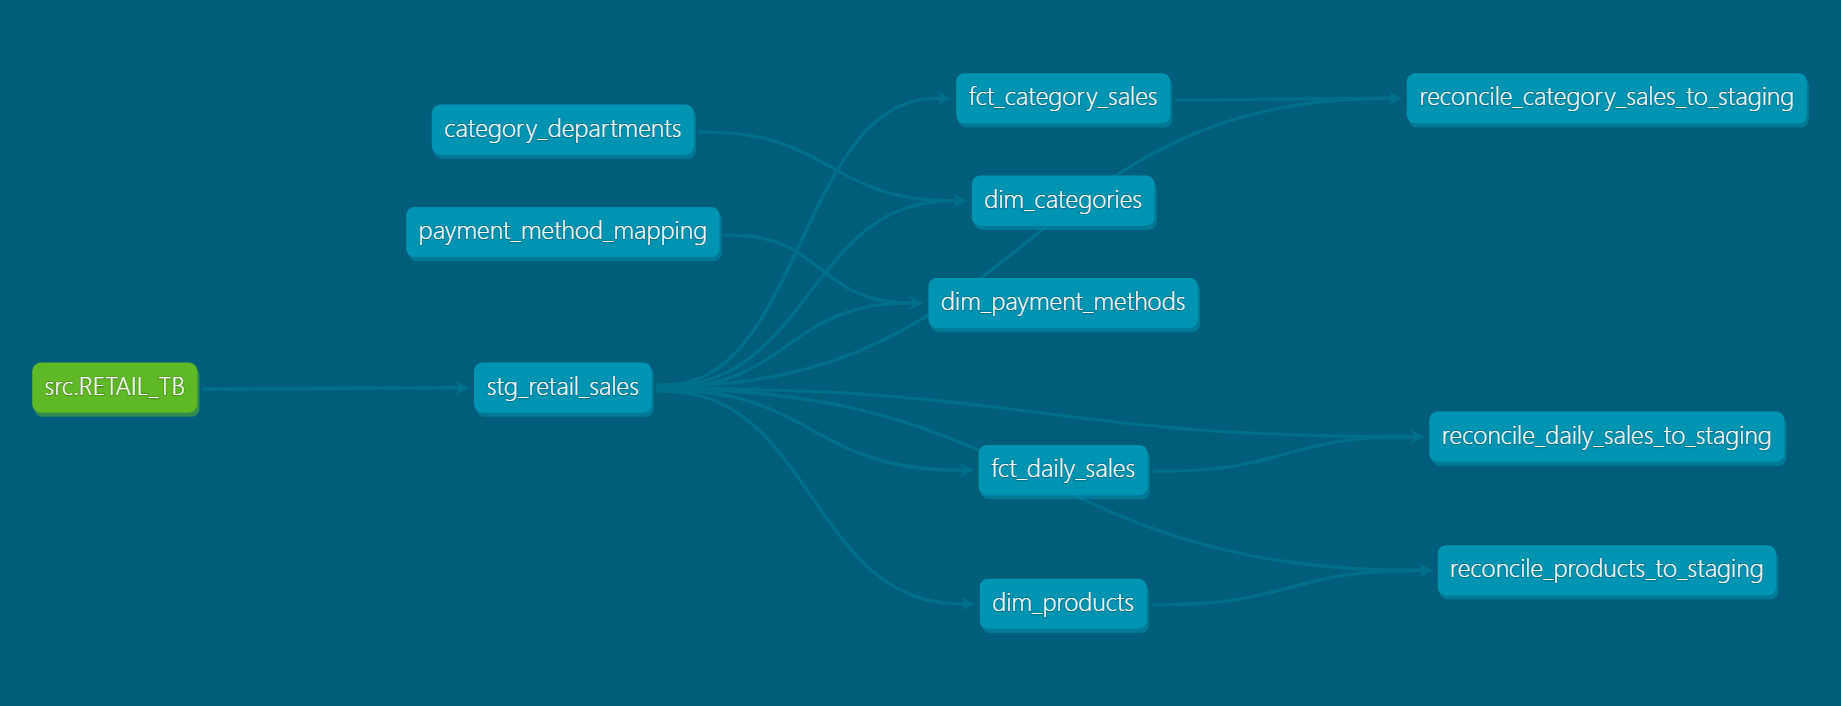 fct_category_sales
reconcile_category_sales_to_staging
category_departments
dim_categories
payment_method_mapping
dim_payment_methods
src.RETAIL_TB
stg_retail_sales
reconcile_daily_sales_to_staging
fct_daily_sales
reconcile_products_to_staging
dim_products